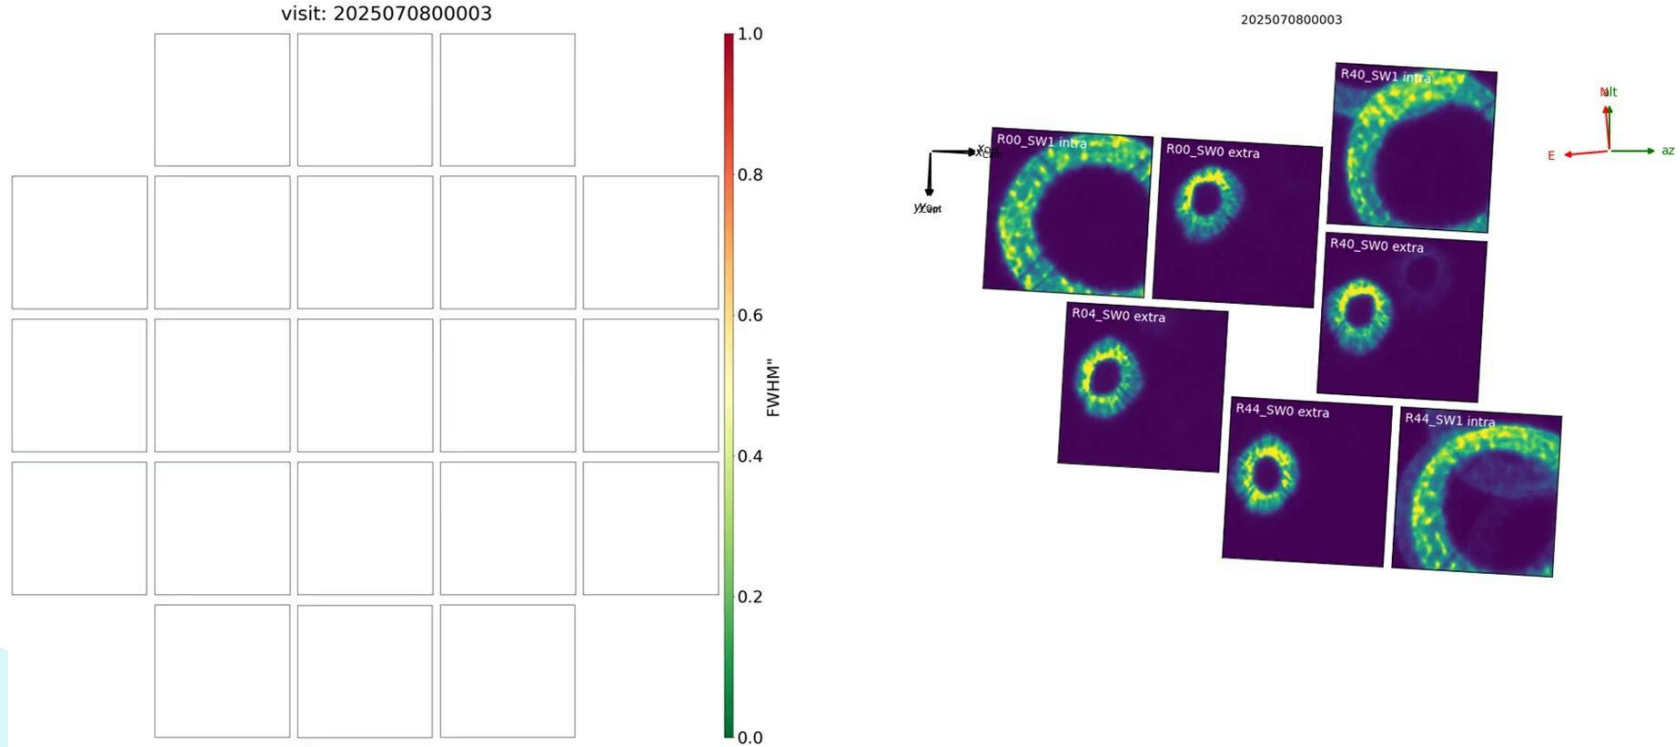 visit: 2025070800003
1.0
0.8
0.6
0.4
0.2
0.0
FWHM"
2025070800003
R40_SW1 intra
R00_SW1 intra
R00_SW0 extra
R40_SW0 extra
R04_SW0 extra
R44_SW0 extra
R44_SW1 intra
alt
E
az